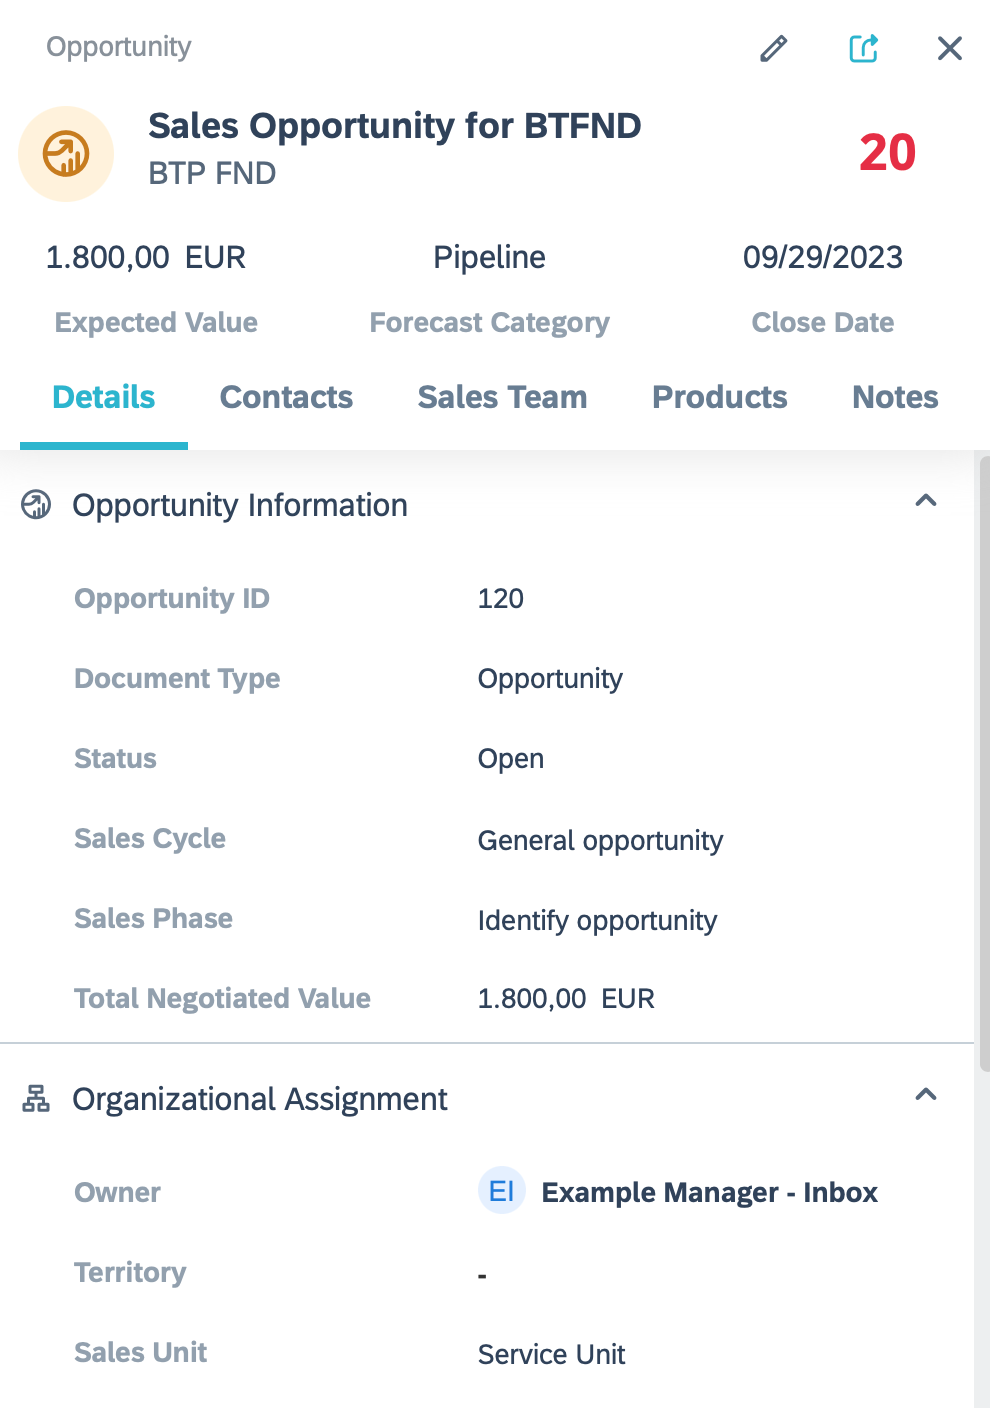 Opportunity
Sales Opportunity for BTFND
BTP FND
20
1.800,00 EUR Pipeline 09/29/2023
Expected Value Forecast Category Close Date
Details Contacts Sales Team Products Notes
Opportunity Information
Opportunity ID 120
Document Type Opportunity
Status Open
Sales Cycle General opportunity
Sales Phase Identify opportunity
Total Negotiated Value 1.800,00 EUR
Organizational Assignment
Owner EI Example Manager - Inbox
Territory -
Sales Unit Service Unit